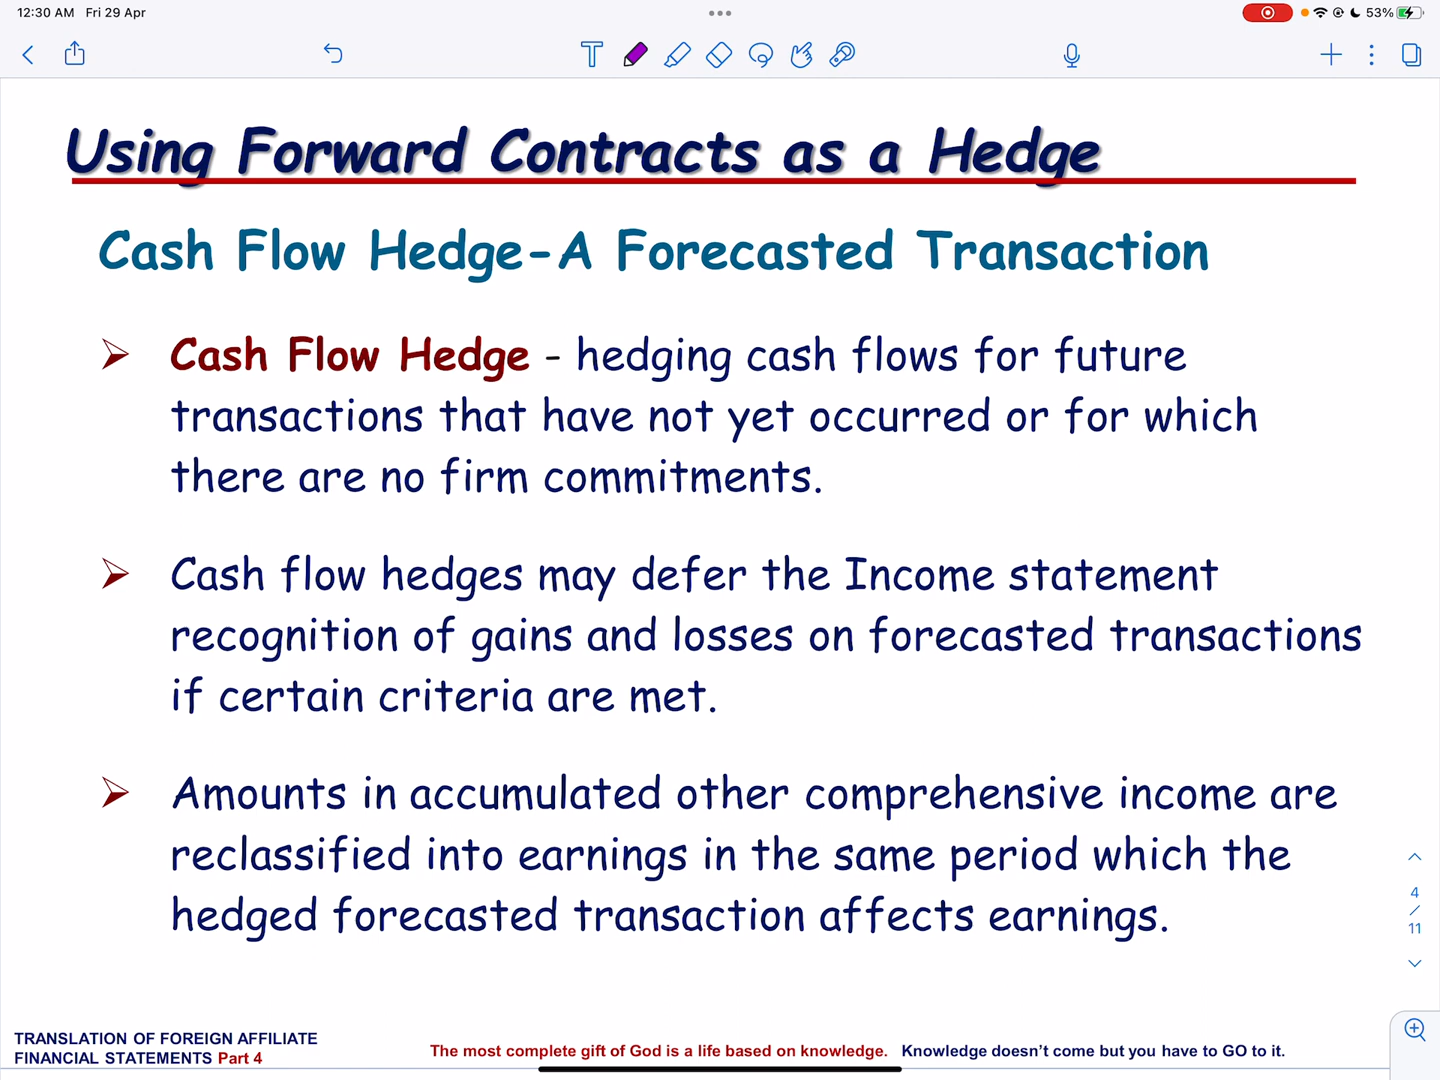 12:30 AM Fri 29 Apr
53%
Using Forward Contracts as a Hedge
Cash Flow Hedge-A Forecasted Transaction
Cash Flow Hedge - hedging cash flows for future
transactions that have not yet occurred or for which
there are no firm commitments.
Cash flow hedges may defer the Income statement
recognition of gains and losses on forecasted transactions
if certain criteria are met.
Amounts in accumulated other comprehensive income are
reclassified into earnings in the same period which the
hedged forecasted transaction affects earnings.
4
/
11
TRANSLATION OF FOREIGN AFFILIATE
FINANCIAL STATEMENTS Part 4
The most complete gift of God is a life based on knowledge. Knowledge doesn't come but you have to GO to it.